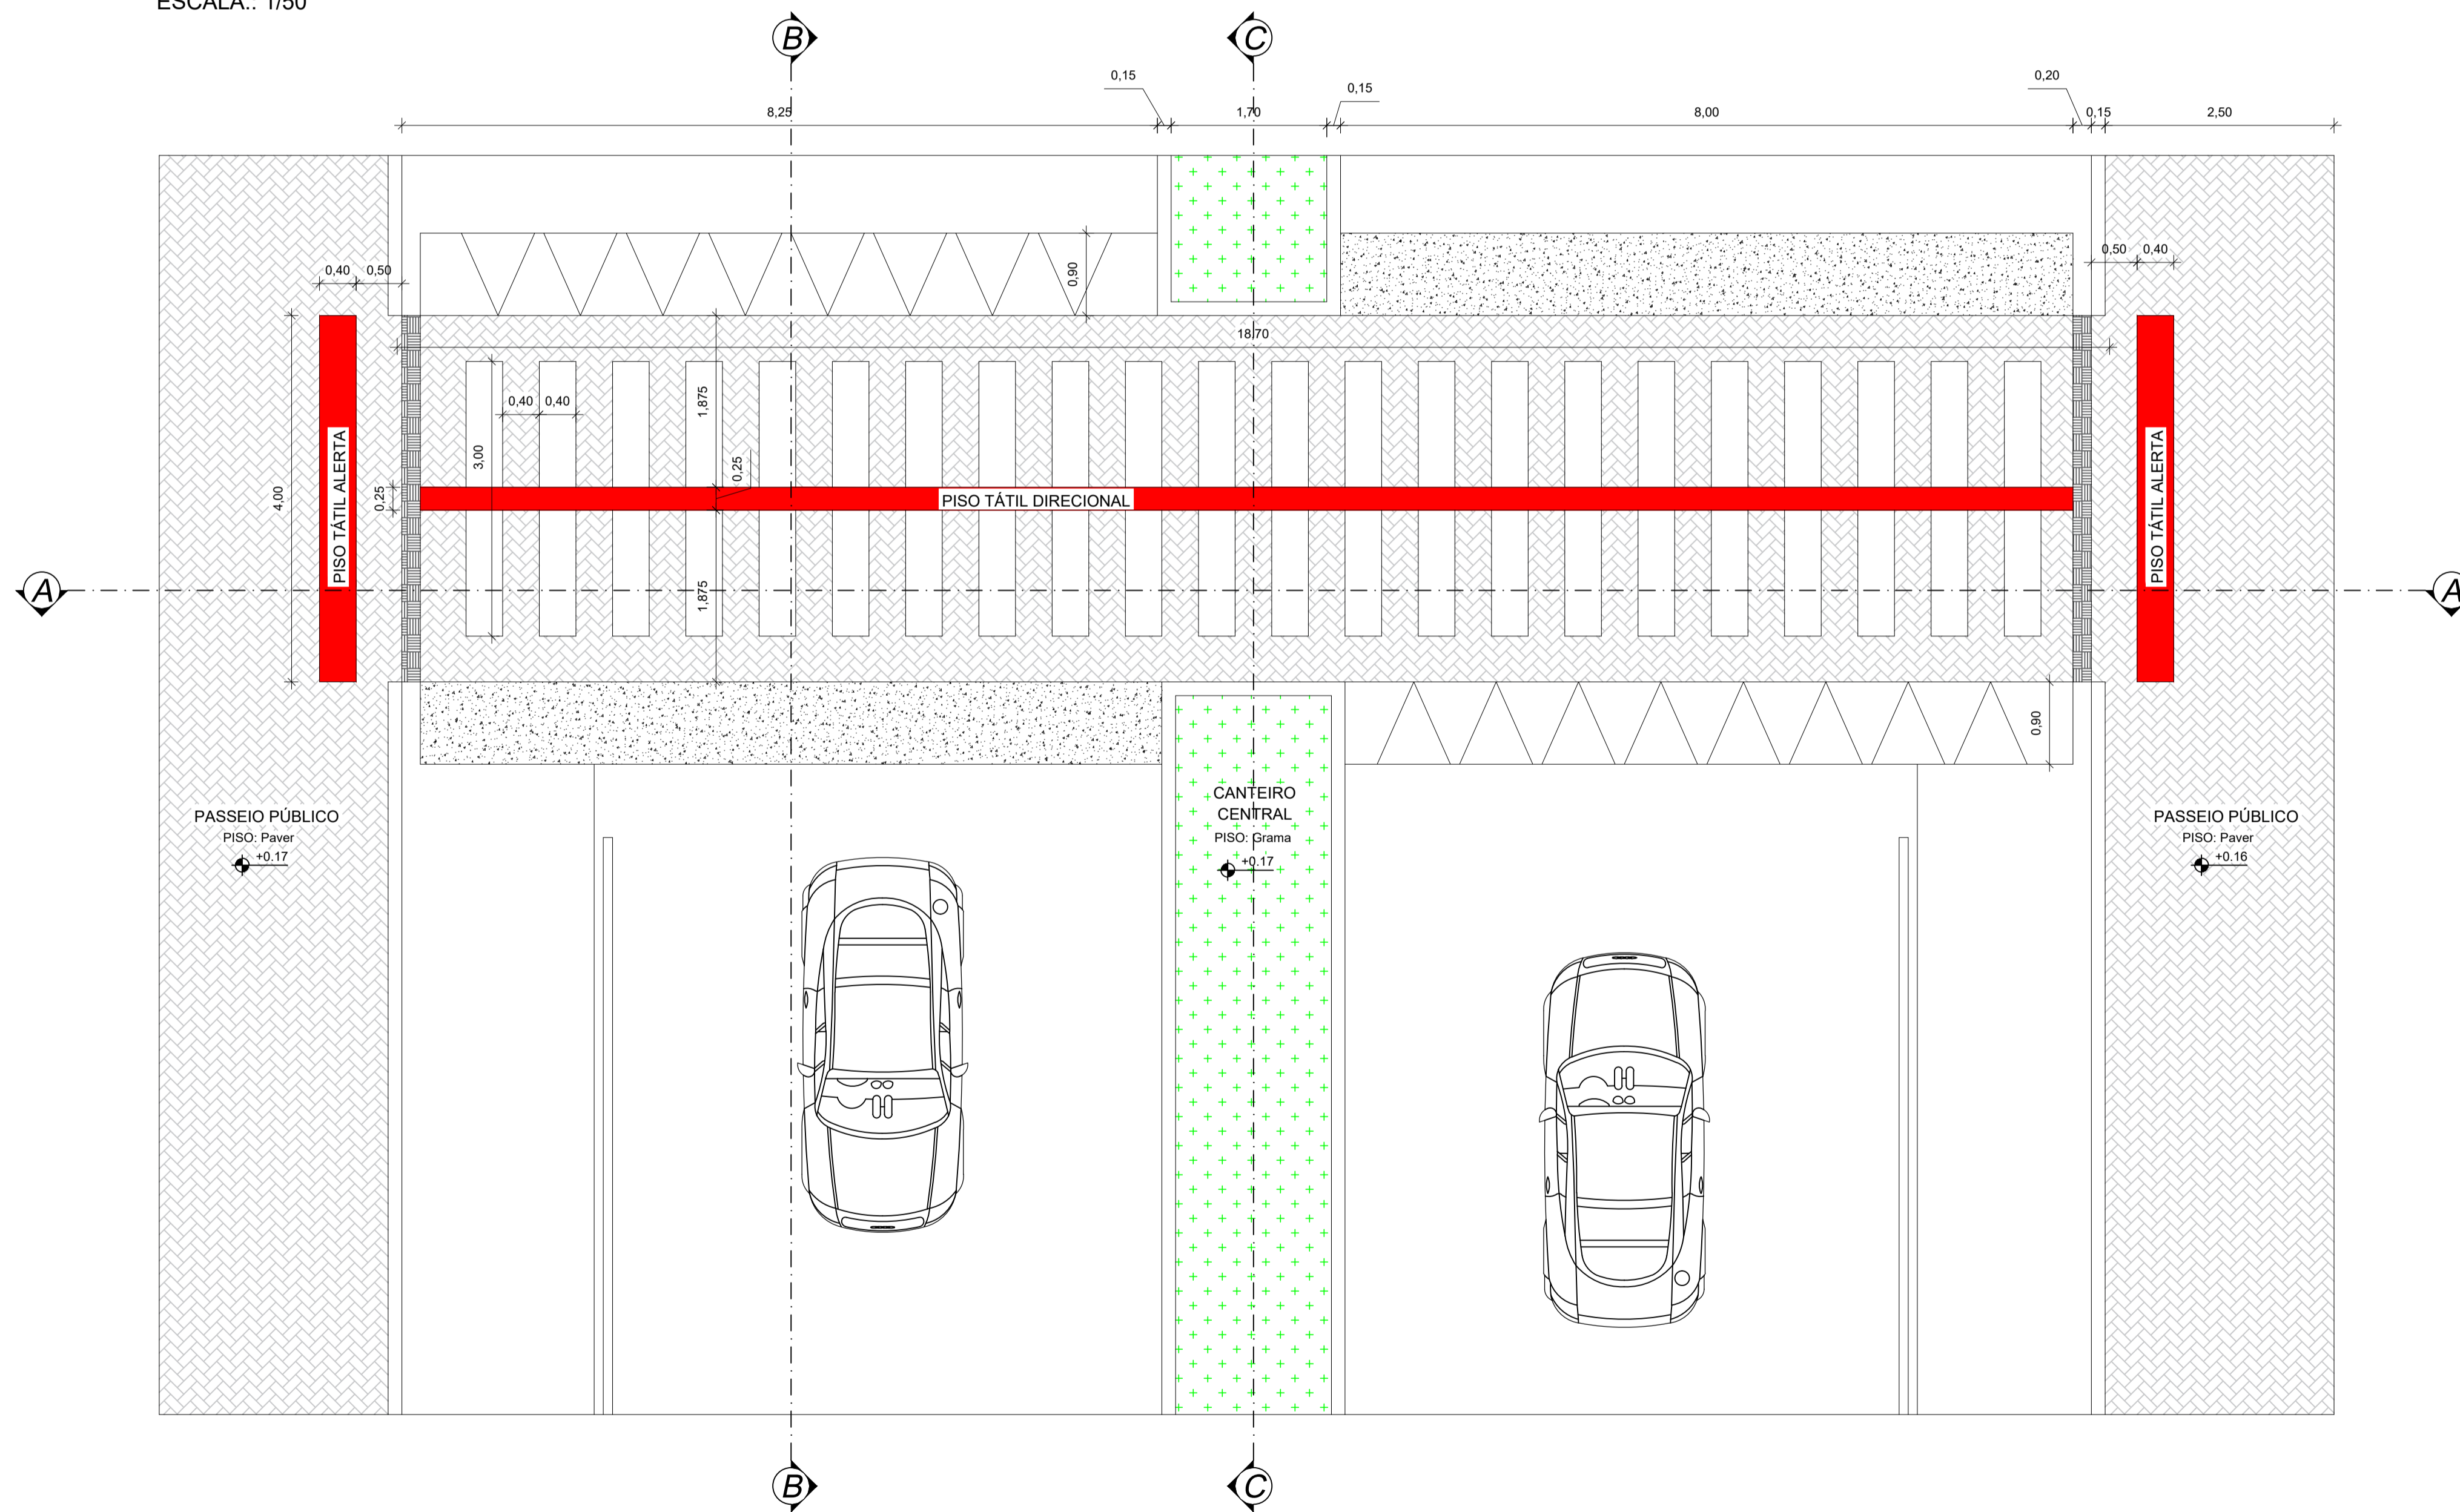 ESCALA.: 1/50
B
C
0,15
0,15
0,20
8,25
1,70
8,00
0,15
2,50
0,40
0,50
0,90
0,50
0,40
18,70
0,40
0,40
1,875
3,00
0,25
4,00
0,25
PISO TÁTIL ALERTA
PISO TÁTIL DIRECIONAL
PISO TÁTIL ALERTA
A
1,875
A
0,90
CANTEIRO
CENTRAL
PISO: Grama
+0.17
PASSEIO PÚBLICO
PISO: Paver
+0.17
PASSEIO PÚBLICO
PISO: Paver
+0.16
B
C